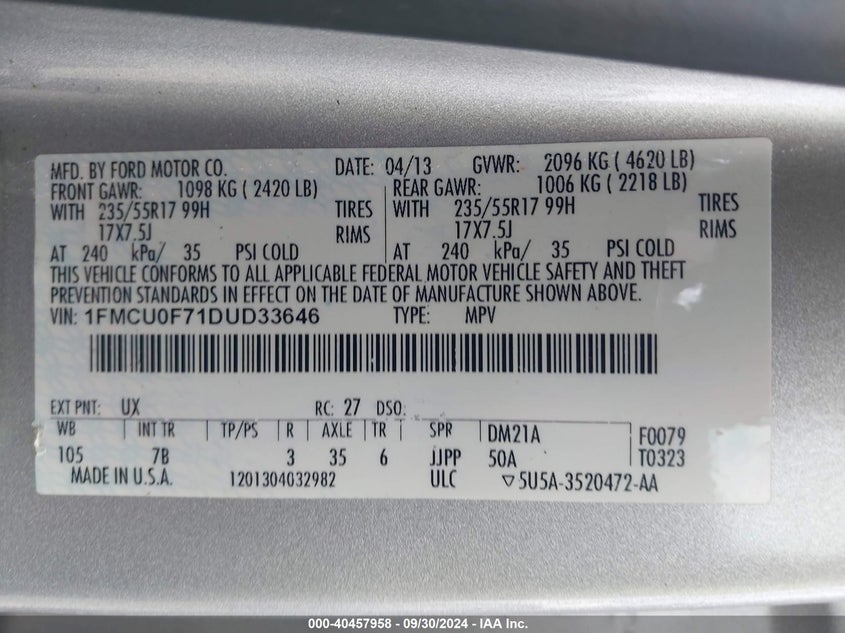 MFD. BY FORD MOTOR CO. DATE: 04/13 GVWR: 2096 KG ( 4620 LB)
FRONT GAWR: 1098 KG ( 2420 LB) REAR GAWR: 1006 KG ( 2218 LB)
WITH 235/55R17 99H TIRES WITH 235/55R17 99H TIRES
17X7.5J RIMS 17X7.5J RIMS
AT 240 kPa/ 35 PSI COLD AT 240 kPa/ 35 PSI COLD
THIS VEHICLE CONFORMS TO ALL APPLICABLE FEDERAL MOTOR VEHICLE SAFETY AND THEFT
PREVENTION STANDARDS IN EFFECT ON THE DATE OF MANUFACTURE SHOWN ABOVE.
VIN: 1FMCU0F71DUD33646 TYPE: MPV
EXT PNT: UX RC: 27 DSO:
WB INT TR TP/PS R AXLE TR SPR DM21A F0079
105 7B 3 35 6 JJPP 50A T0323
MADE IN U.S.A. 1201304032982 ULC ▽5U5A-3520472-AA
000-40457958 - 09/30/2024 - IAA Inc.